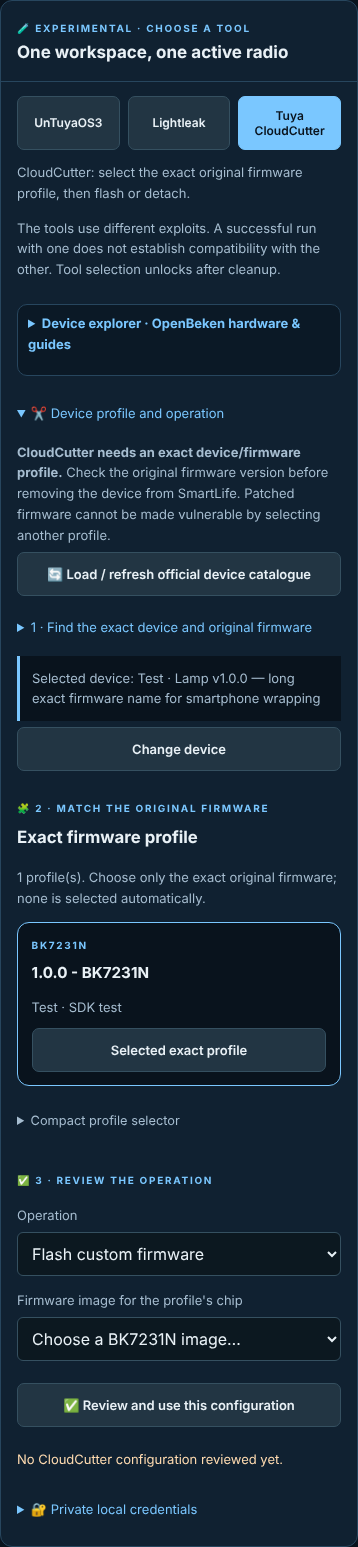 🧪 EXPERIMENTAL · CHOOSE A TOOL
One workspace, one active radio
UnTuyaOS3
Lightleak
Tuya
CloudCutter
CloudCutter: select the exact original firmware
profile, then flash or detach.
The tools use different exploits. A successful run
with one does not establish compatibility with the
other. Tool selection unlocks after cleanup.
▶ Device explorer · OpenBeken hardware &
guides
▼ ✂️ Device profile and operation
CloudCutter needs an exact device/firmware
profile. Check the original firmware version before
removing the device from SmartLife. Patched
firmware cannot be made vulnerable by selecting
another profile.
🔄 Load / refresh official device catalogue
▶ 1 · Find the exact device and original firmware
Selected device: Test · Lamp v1.0.0 — long
exact firmware name for smartphone wrapping
Change device
🧩 2 · MATCH THE ORIGINAL FIRMWARE
Exact firmware profile
1 profile(s). Choose only the exact original firmware;
none is selected automatically.
BK7231N
1.0.0 - BK7231N
Test · SDK test
Selected exact profile
▶ Compact profile selector
✅ 3 · REVIEW THE OPERATION
Operation
Flash custom firmware
Firmware image for the profile's chip
Choose a BK7231N image...
✅ Review and use this configuration
No CloudCutter configuration reviewed yet.
▶ 🔐 Private local credentials